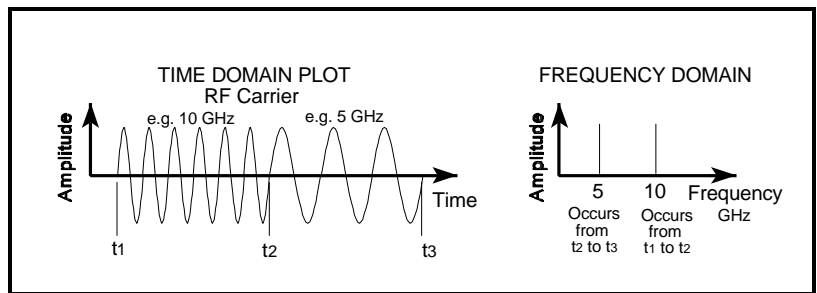 TIME DOMAIN PLOT
RF Carrier
e.g. 10 GHz
e.g. 5 GHz
Amplitude
Time
t1
t2
t3
FREQUENCY DOMAIN
Amplitude
5
10
Frequency
GHz
Occurs
from
t2 to t3
Occurs
from
t1 to t2